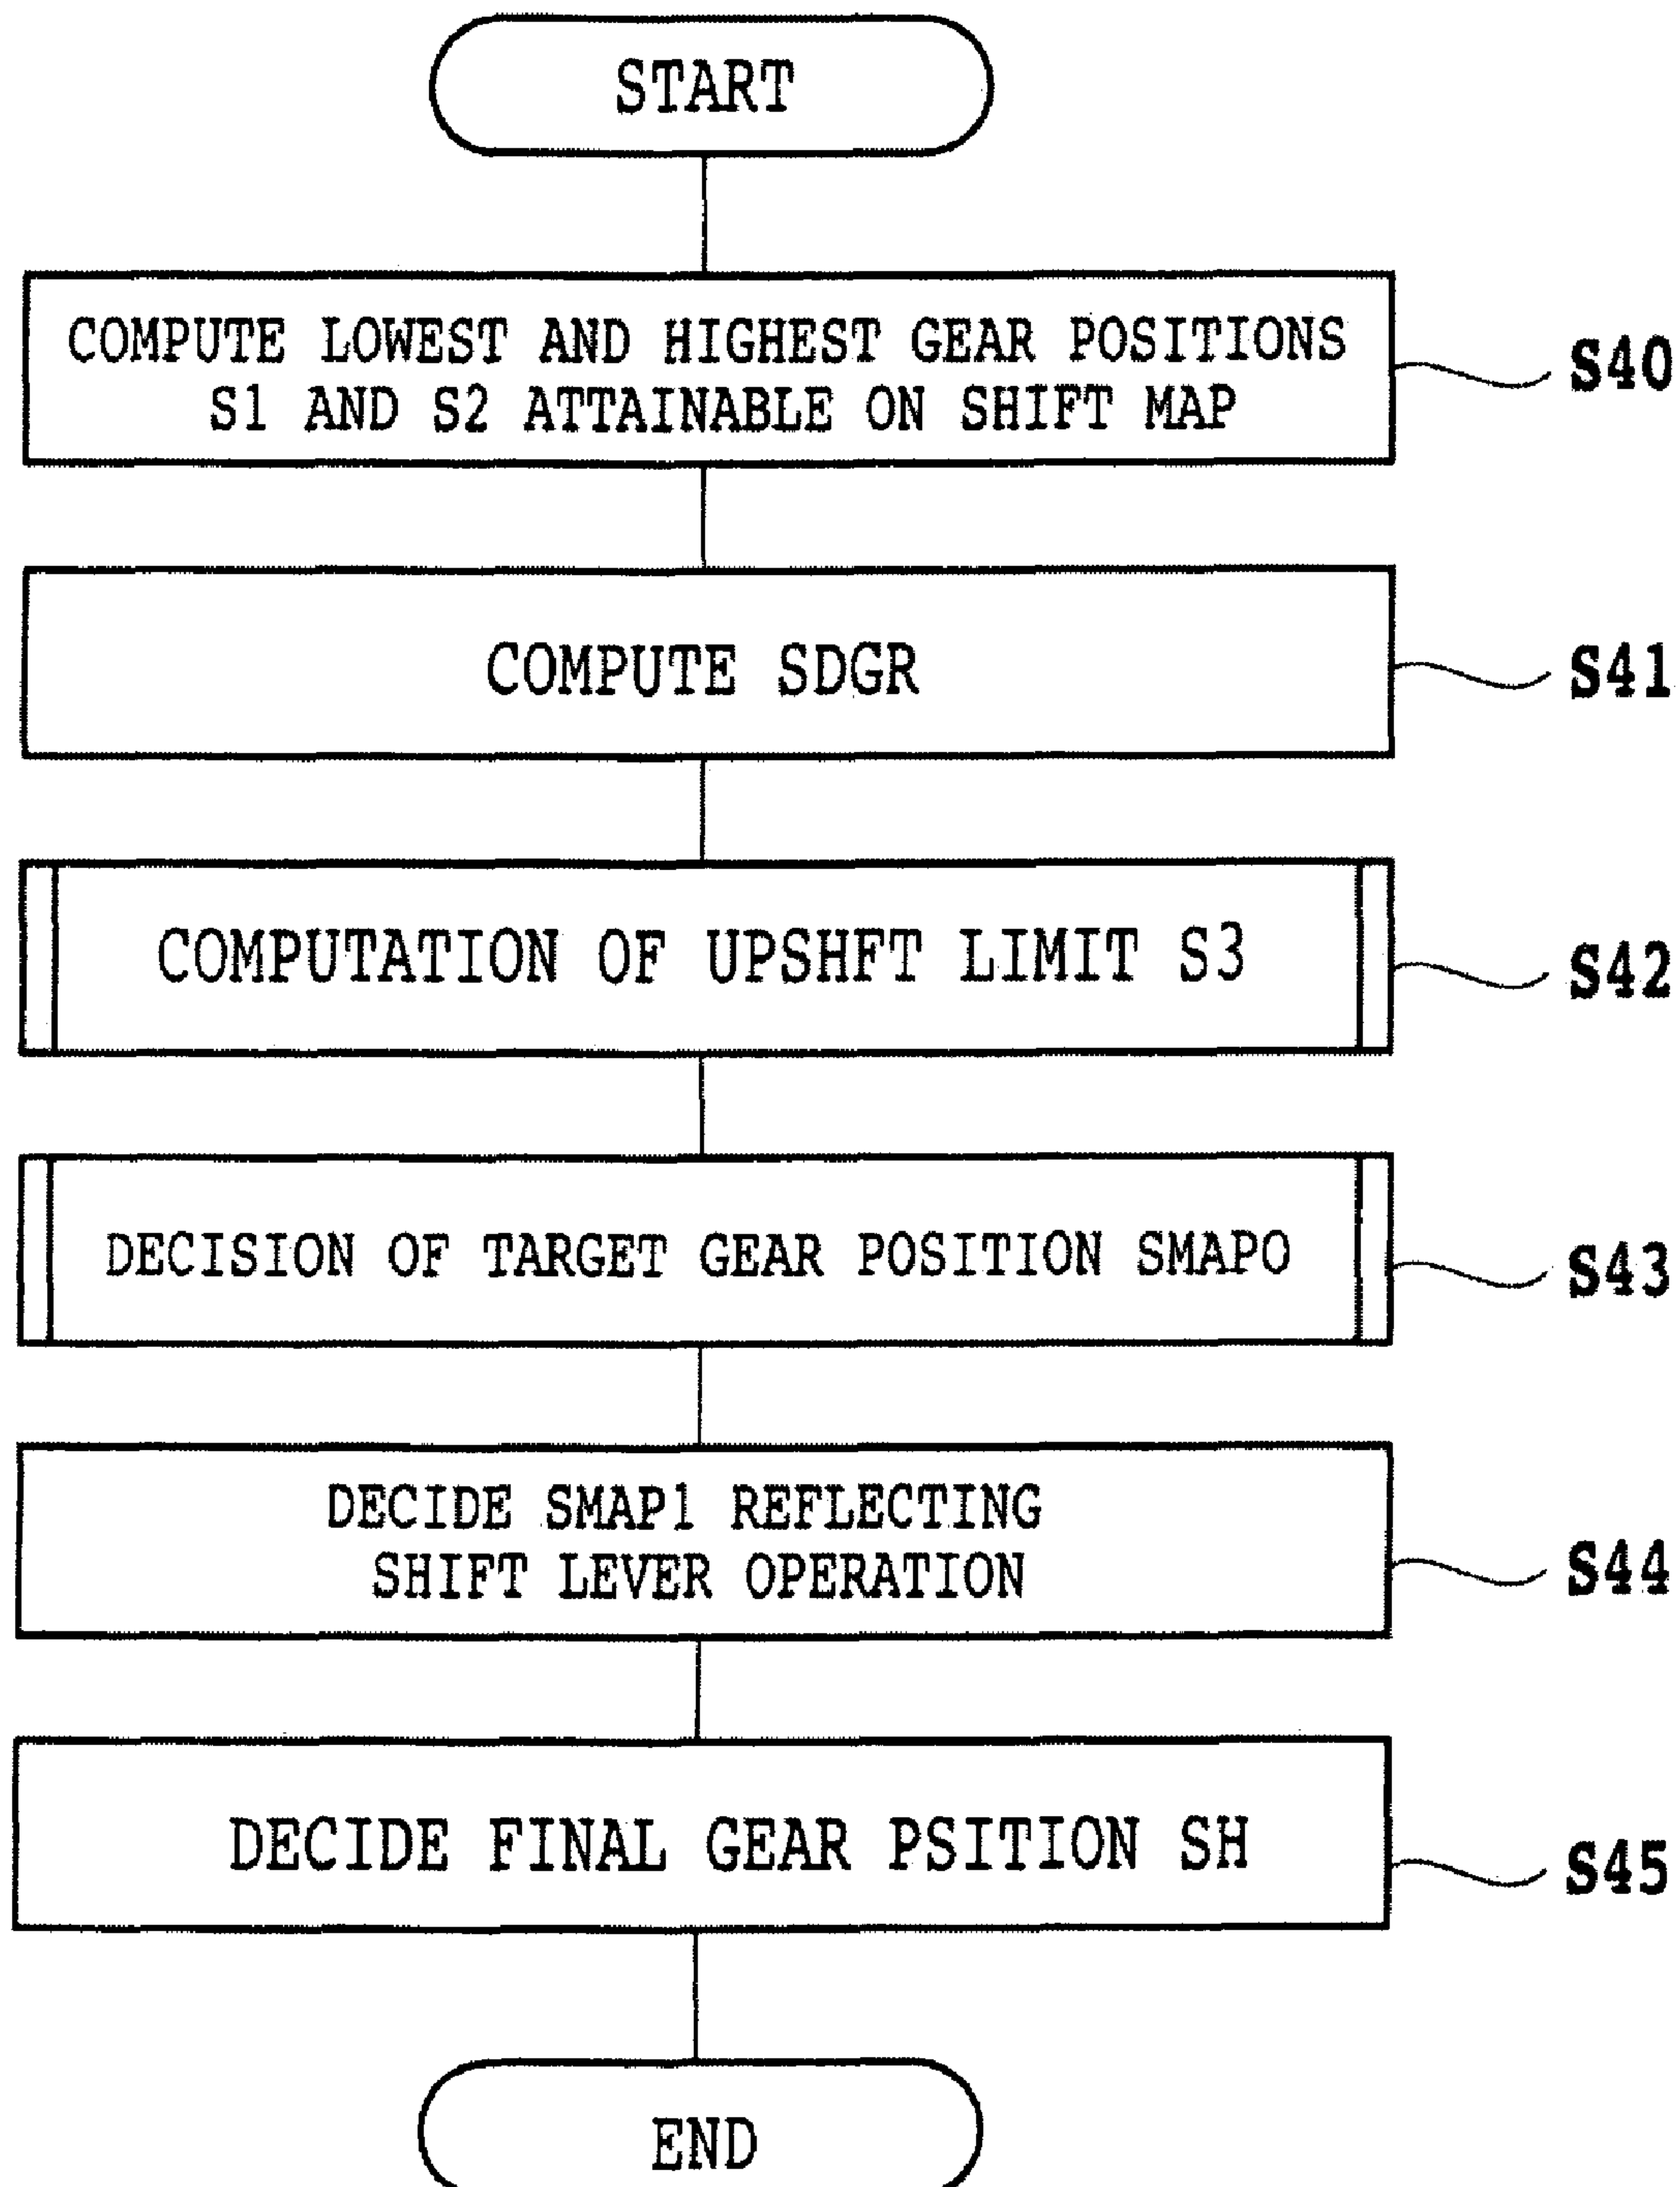 START
COMPUTE LOWEST AND HIGHEST GEAR POSITIONS
S1 AND S2 ATTAINABLE ON SHIFT MAP
S40
COMPUTE SDGR
S41
COMPUTATION OF UPSHFT LIMIT S3
S42
DECISION OF TARGET GEAR POSITION SMAPO
S43
DECIDE SMAP1 REFLECTING
SHIFT LEVER OPERATION
S44
DECIDE FINAL GEAR PSITION SH
S45
END